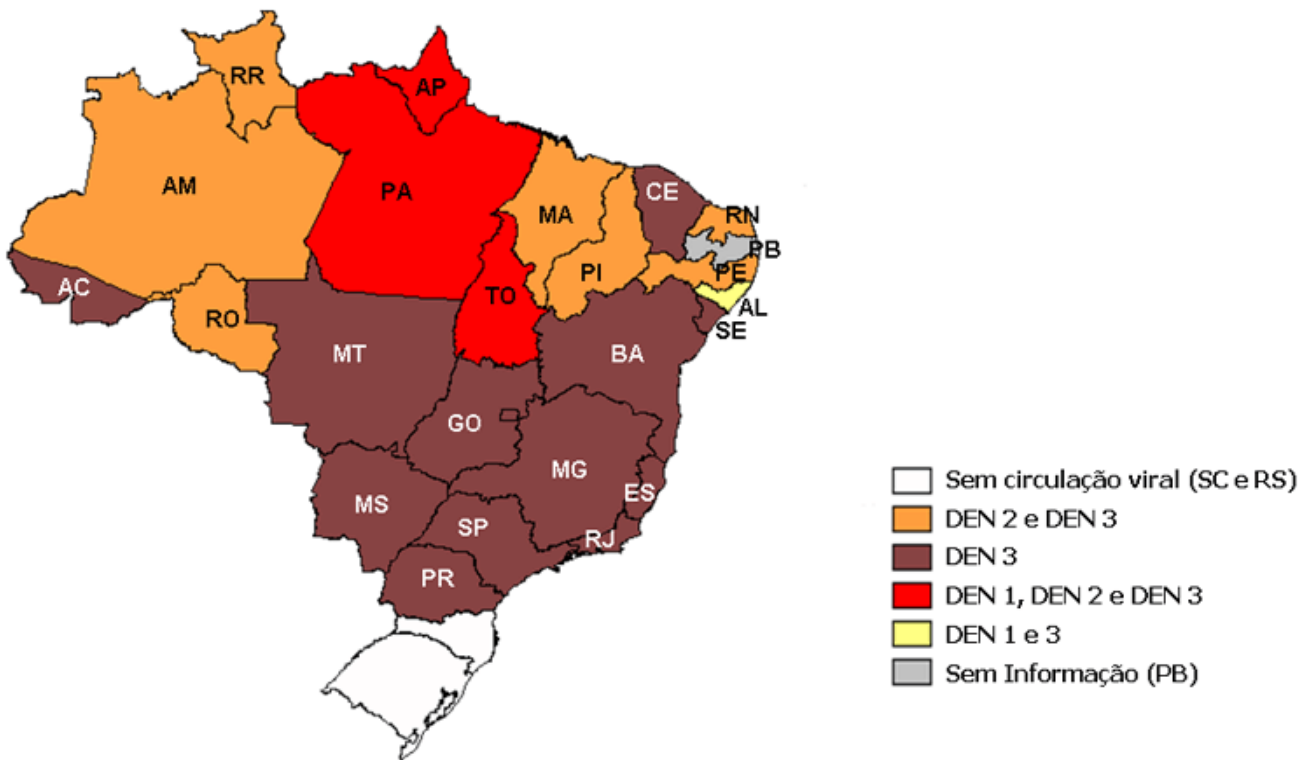 RR
AP
AM
PA
MA
CE
RN
PB
PI
PE
AC
TO
AL
RO
SE
MT
BA
GO
MG
ES
MS
SP
RJ
PR
Sem circulação viral (SC e RS)
DEN 2 e DEN 3
DEN 3
DEN 1, DEN 2 e DEN 3
DEN 1 e 3
Sem Informação (PB)